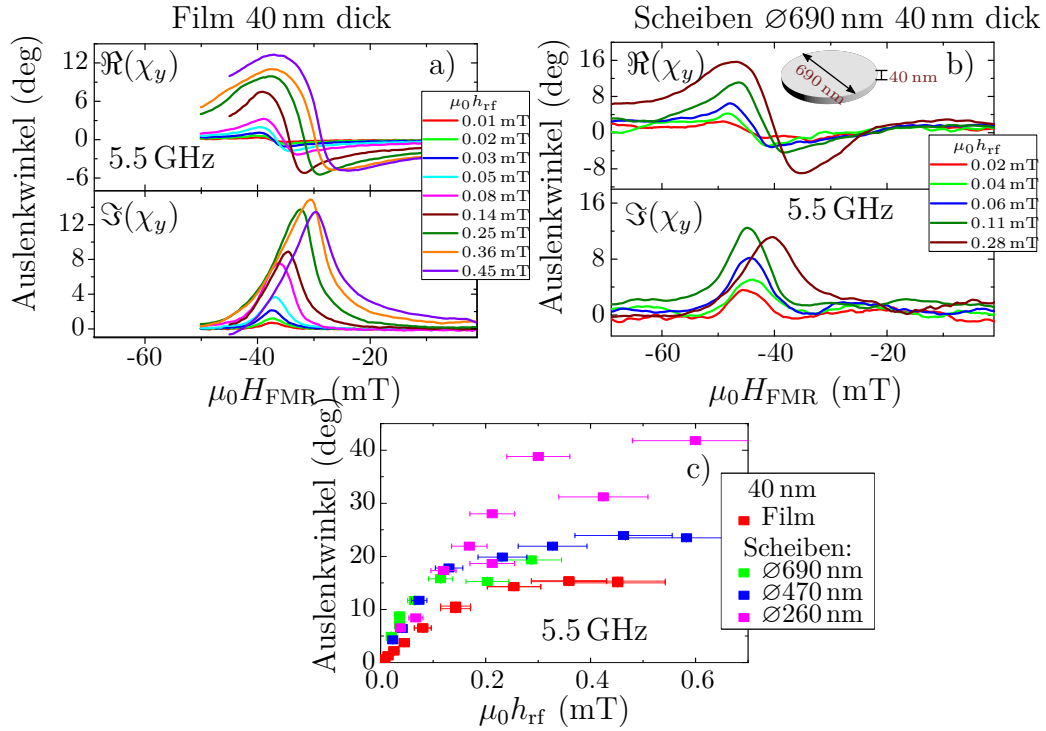 Film 40 nm dick
Scheiben ∅690 nm 40 nm dick
Auslenkwinkel (deg)
12
6
0
-6
ℜ(χy)
a)
5.5 GHz
μ0hrf
0.01 mT
0.02 mT
0.03 mT
0.05 mT
0.08 mT
0.14 mT
0.25 mT
0.36 mT
0.45 mT
12
8
4
0
ℑ(χy)
-60
-40
-20
μ0HFMR (mT)
Auslenkwinkel (deg)
16
8
0
-8
ℜ(χy)
690 nm
40 nm
b)
μ0hrf
0.02 mT
0.04 mT
0.06 mT
0.11 mT
0.28 mT
16
8
0
ℑ(χy)
5.5 GHz
-60
-40
-20
μ0HFMR (mT)
Auslenkwinkel (deg)
40
30
20
10
0
c)
5.5 GHz
0.0
0.2
0.4
0.6
μ0hrf (mT)
40 nm
Film
Scheiben:
∅690 nm
∅470 nm
∅260 nm